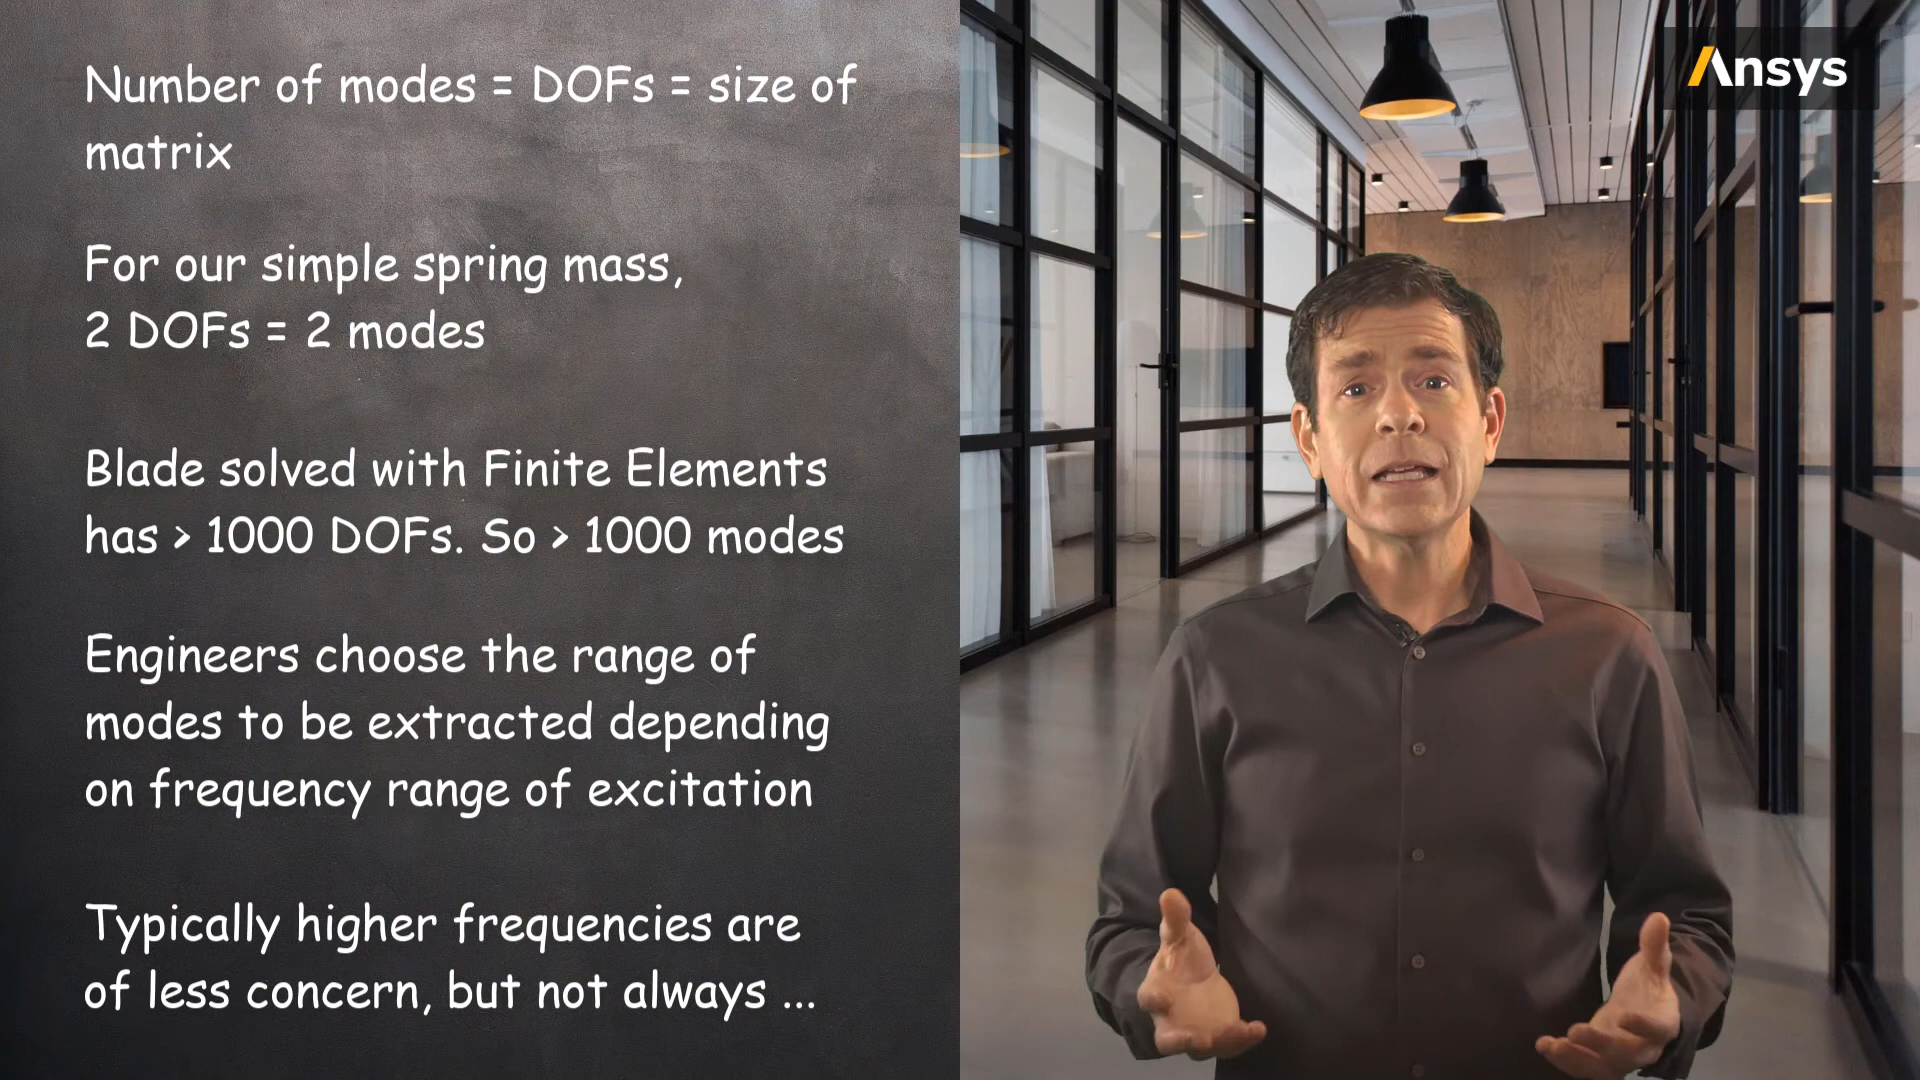 Number of modes = DOFs = size of
matrix
For our simple spring mass,
2 DOFs = 2 modes
Blade solved with Finite Elements
has > 1000 DOFs. So > 1000 modes
Engineers choose the range of
modes to be extracted depending
on frequency range of excitation
Typically higher frequencies are
of less concern, but not always ...
Ansys